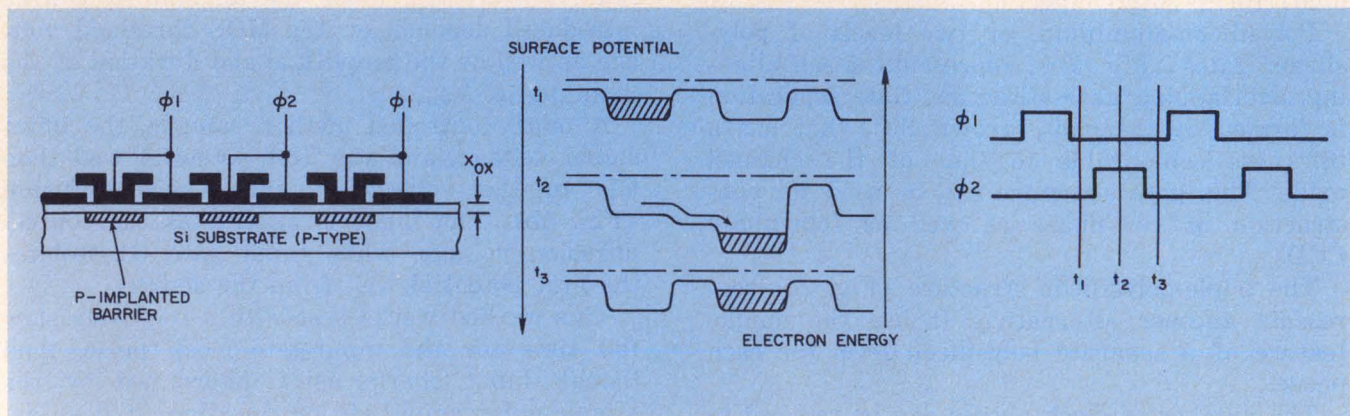 φ1 φ2 φ1
XOX
Si SUBSTRATE (P-TYPE)
P-IMPLANTED
BARRIER
SURFACE POTENTIAL
t1
t2
t3
ELECTRON ENERGY
φ1
φ2
t1 t2 t3